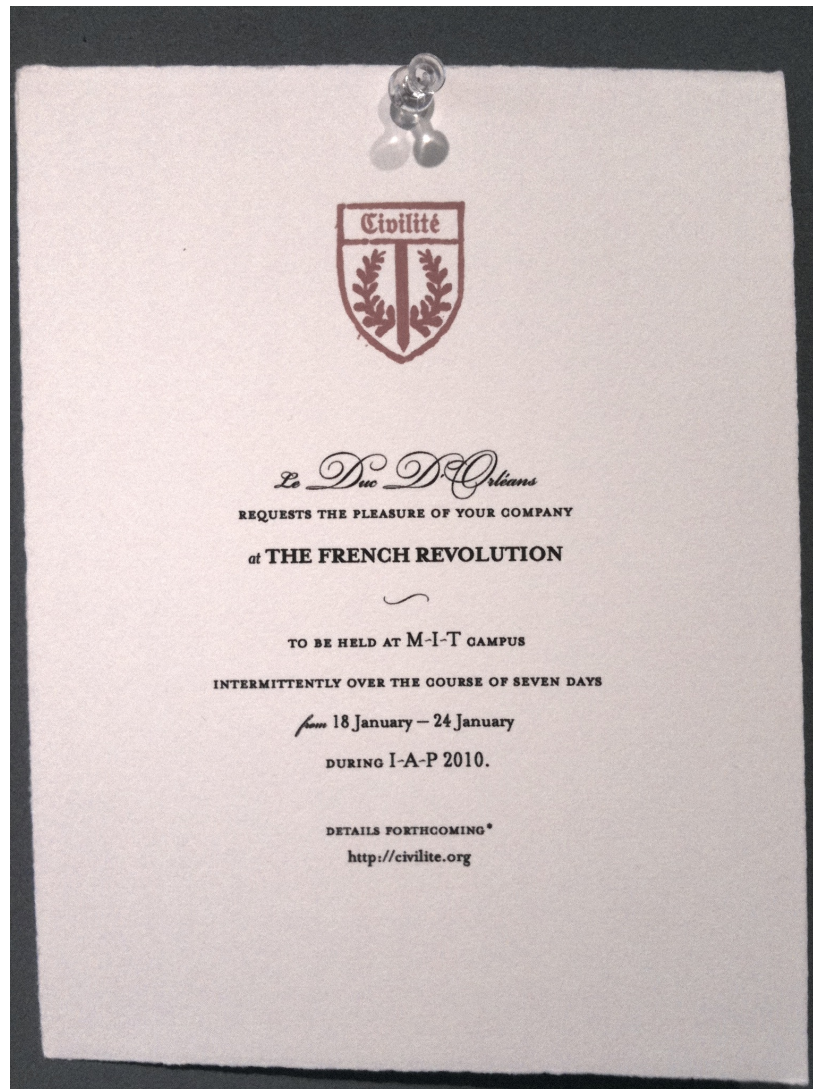 Civilité
Le Duc D'Orléans
REQUESTS THE PLEASURE OF YOUR COMPANY
at THE FRENCH REVOLUTION
TO BE HELD AT M-I-T CAMPUS
INTERMITTENTLY OVER THE COURSE OF SEVEN DAYS
from 18 January – 24 January
DURING I-A-P 2010.
DETAILS FORTHCOMING*
http://civilite.org